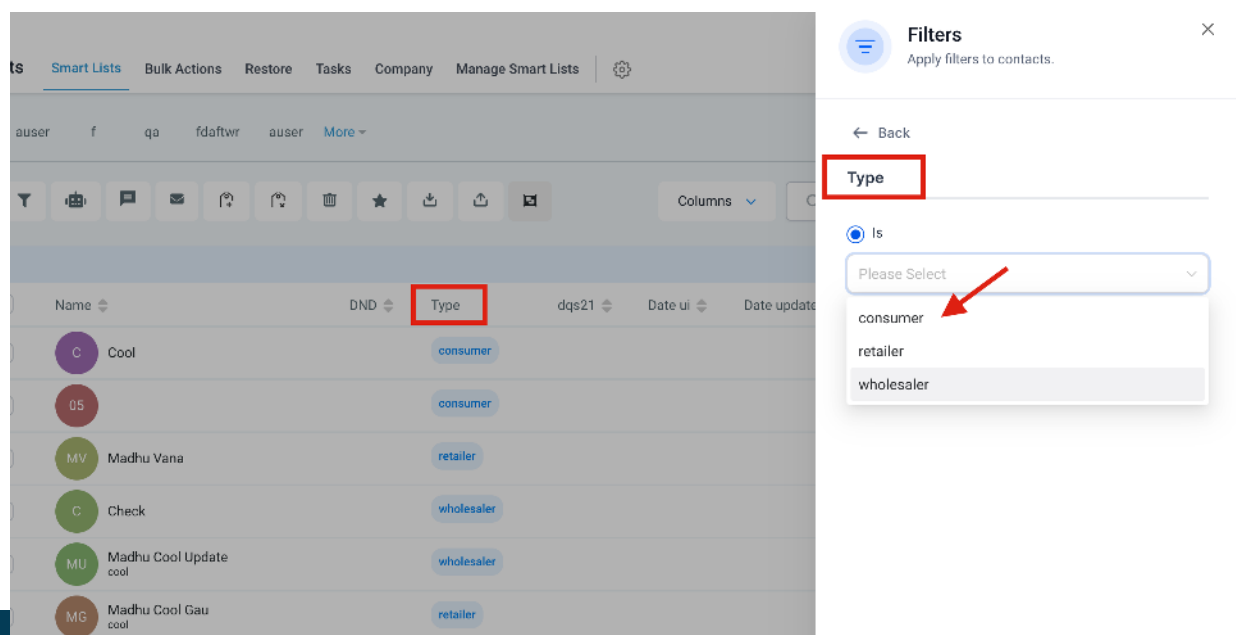 ts Smart Lists Bulk Actions Restore Tasks Company Manage Smart Lists
auser f qa fdaftwr auser More
Columns
Name DND Type dqs21 Date ui Date update
C Cool consumer
05 consumer
MV Madhu Vana retailer
C Check wholesaler
MU Madhu Cool Update wholesaler
cool
MG Madhu Cool Gau retailer
cool
Filters
Apply filters to contacts.
Back
Type
Is
Please Select
consumer
retailer
wholesaler